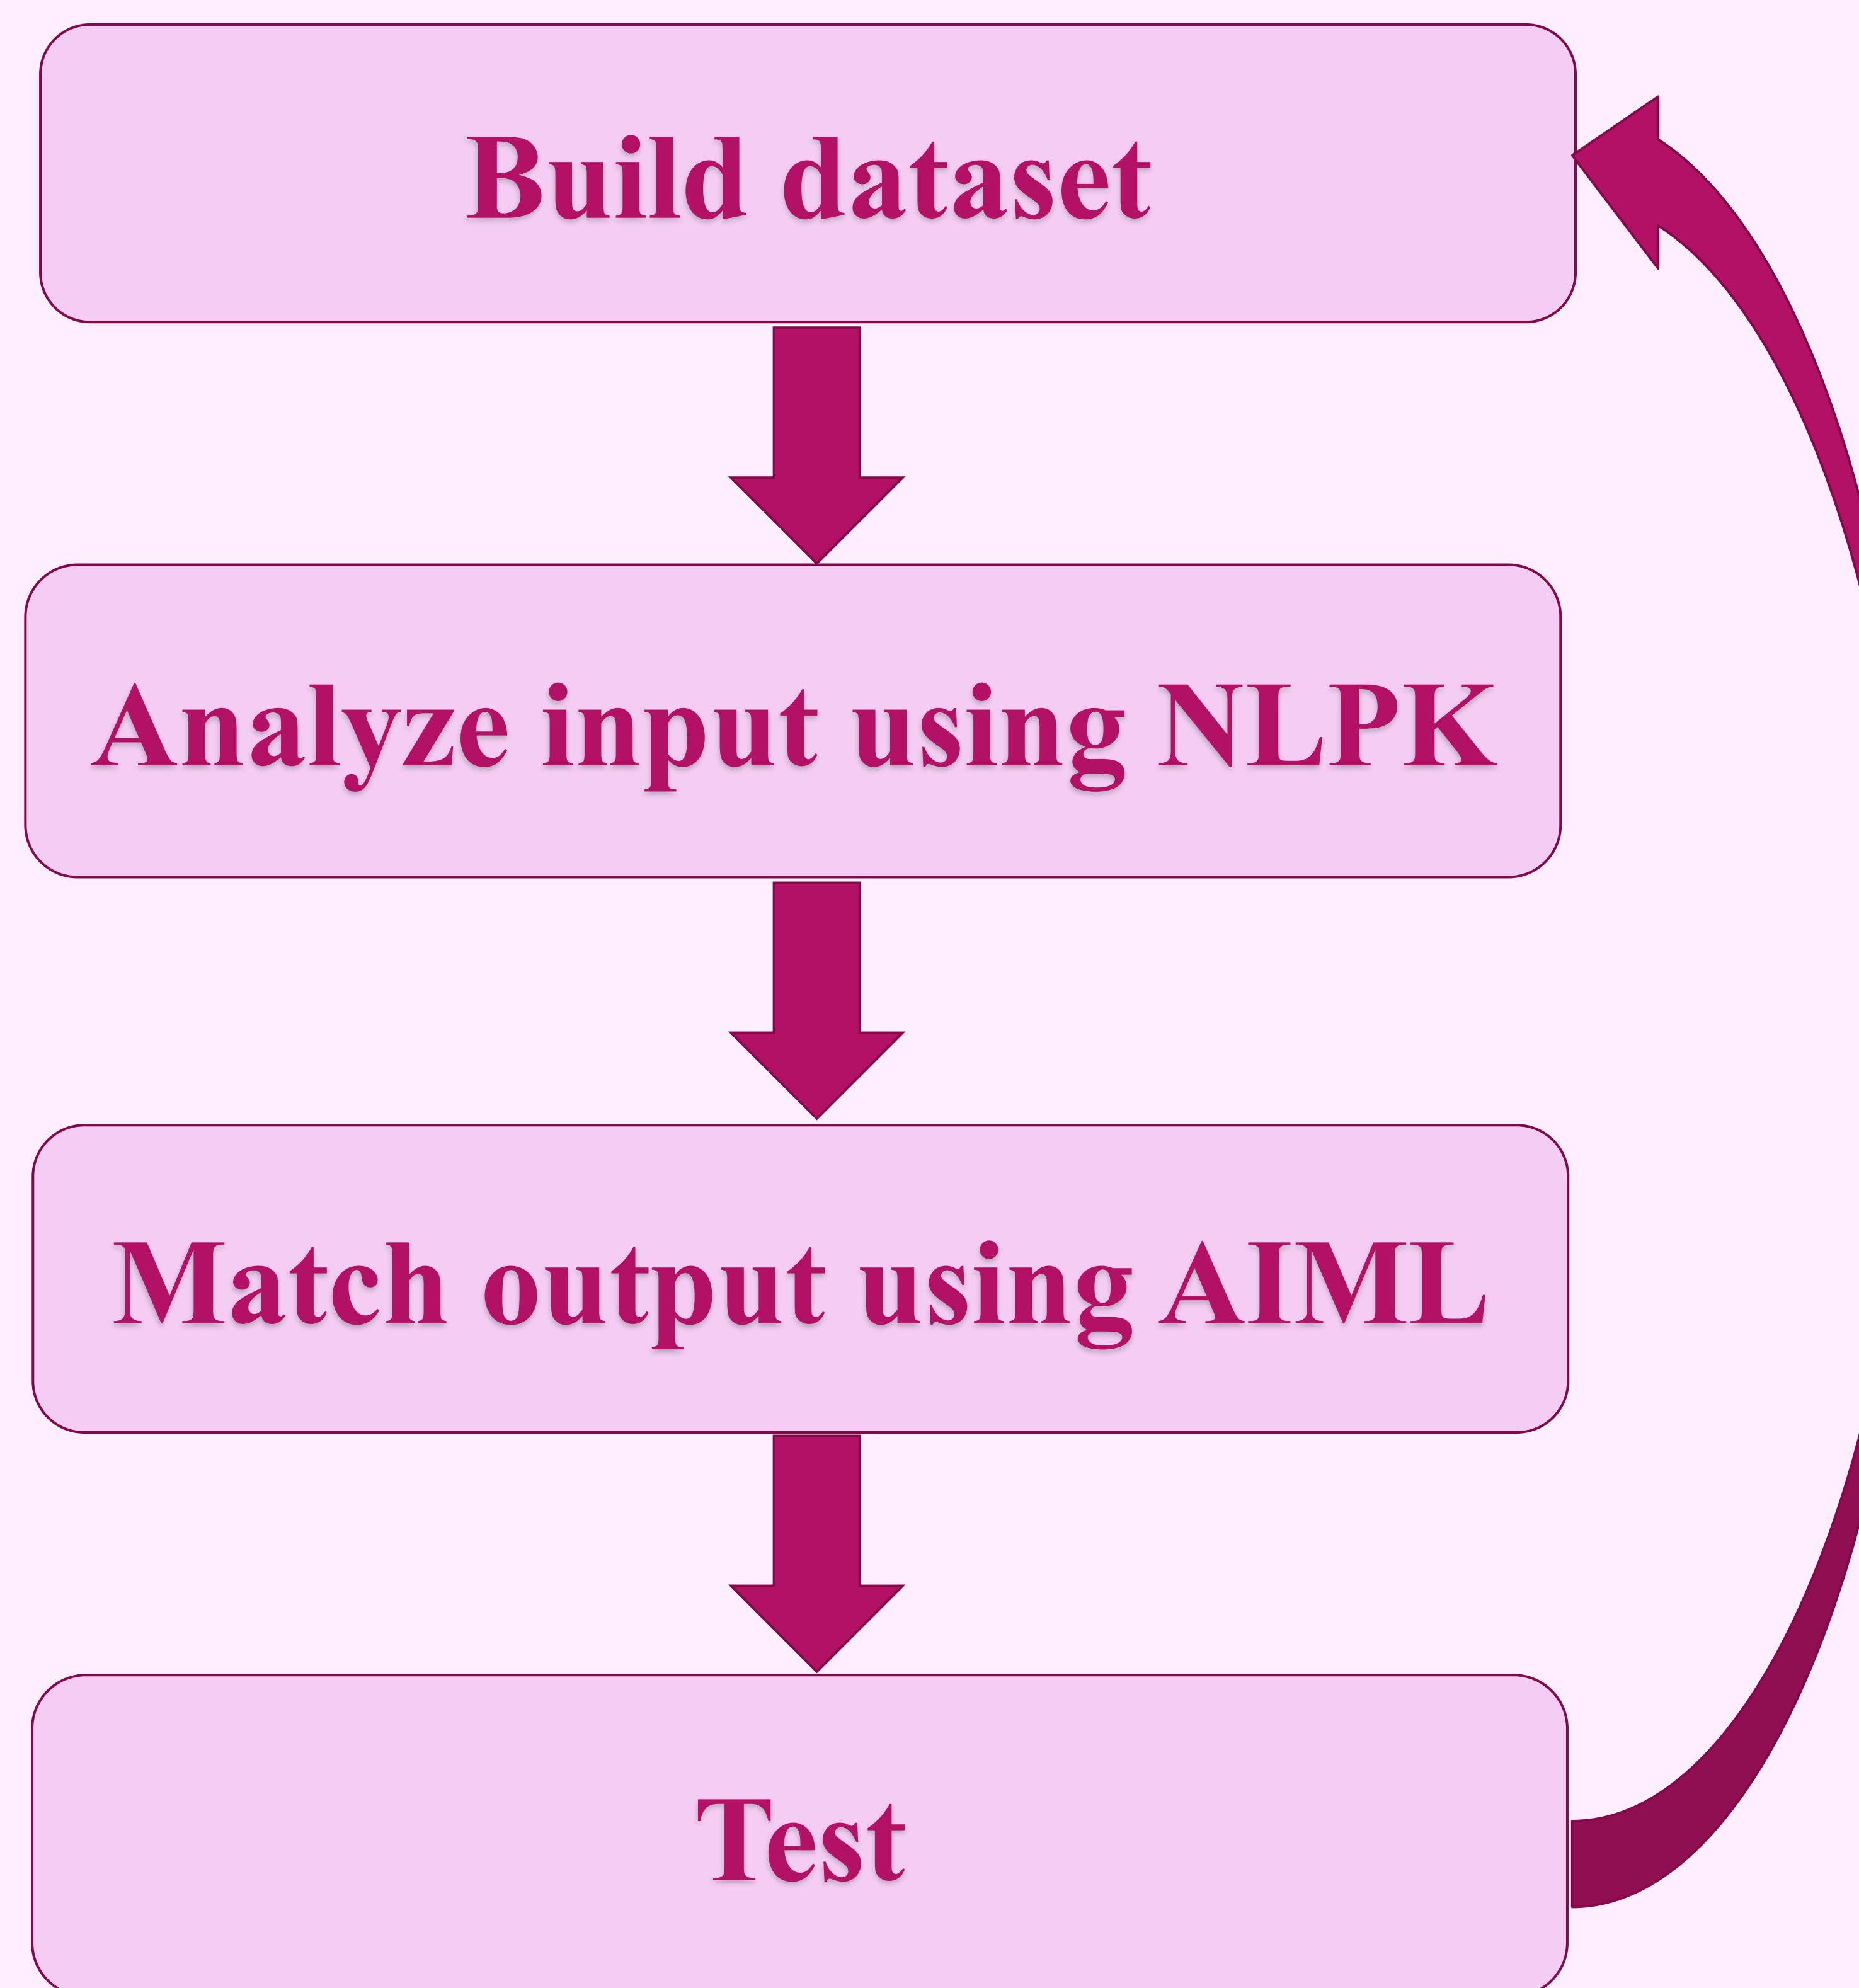 Build dataset
Analyze input using NLPK
Match output using AIML
Test